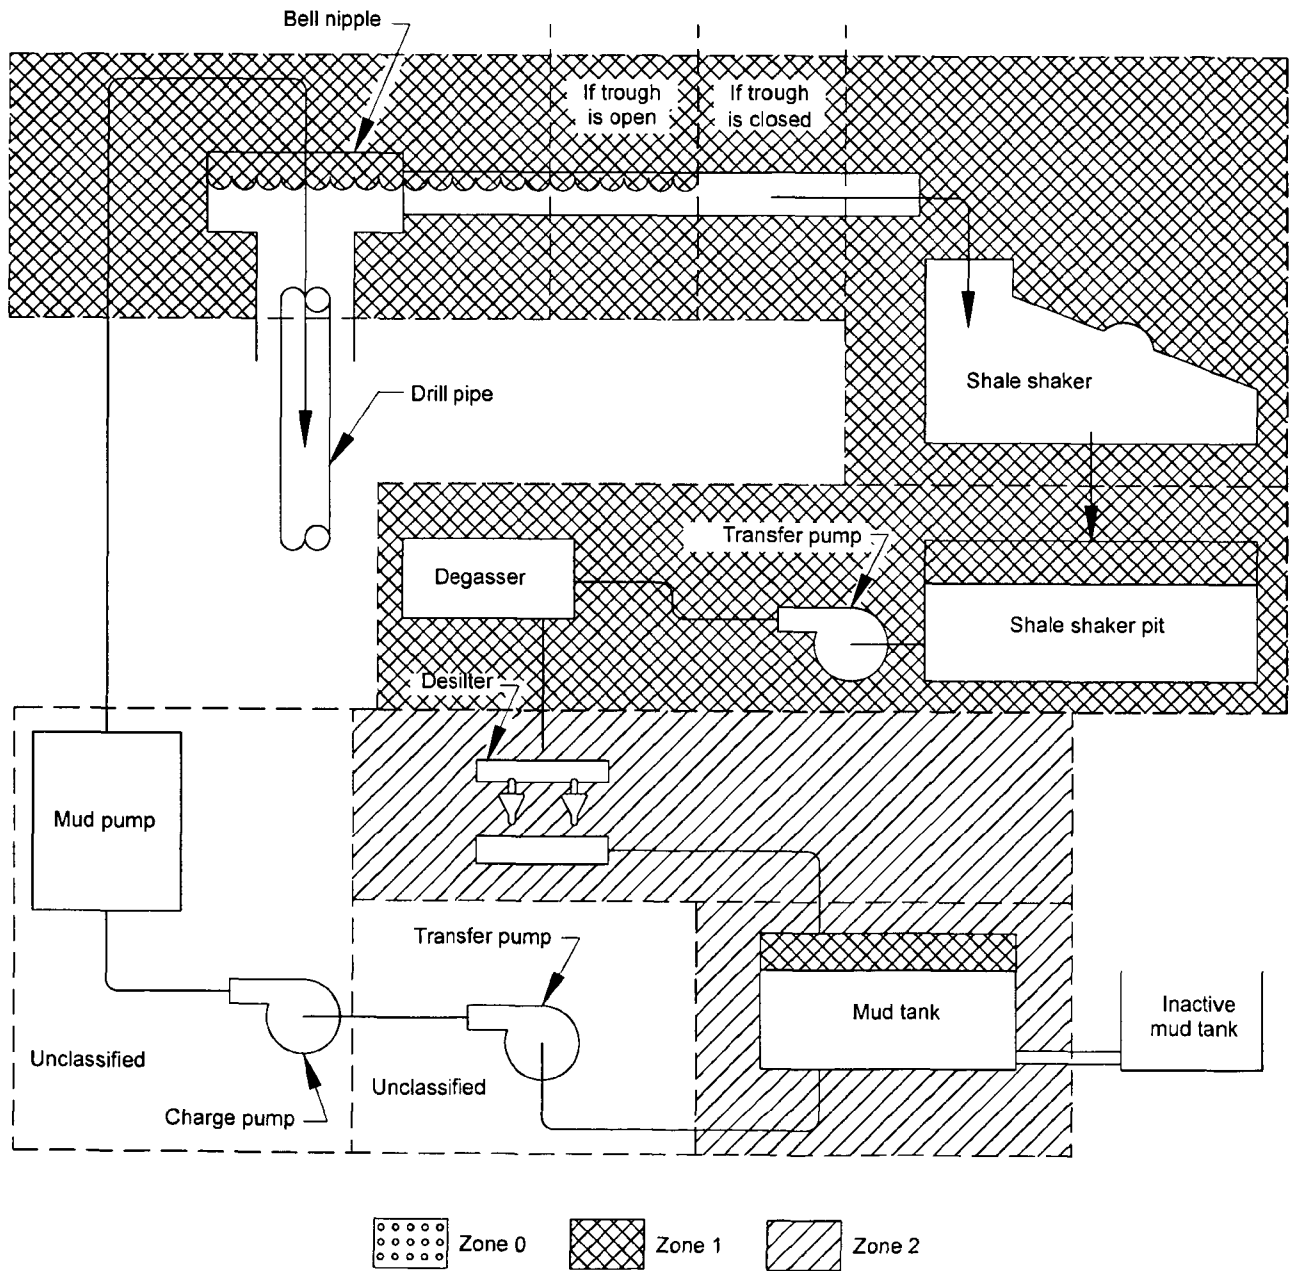 Bell nipple
If trough
is open
If trough
is closed
Shale shaker
Drill pipe
Transfer pump
Degasser
Shale shaker pit
Desilter
Mud pump
Transfer pump
Mud tank
Inactive
mud tank
Unclassified
Unclassified
Charge pump
Zone 0
Zone 1
Zone 2